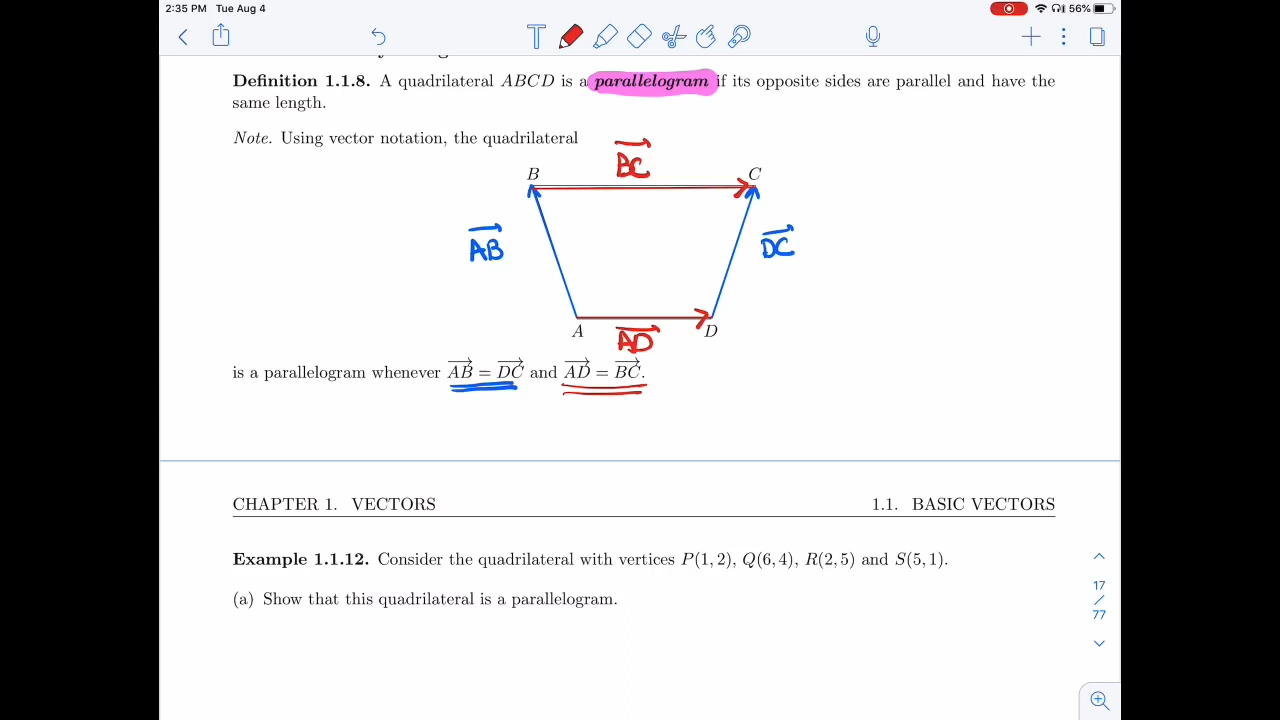 2:35 PM Tue Aug 4
56%
T
Definition 1.1.8. A quadrilateral ABCD is a parallelogram if its opposite sides are parallel and have the
same length.
Note. Using vector notation, the quadrilateral
BC
B
C
AB
DC
A
D
AD
is a parallelogram whenever AB = DC and AD = BC.
CHAPTER 1. VECTORS
1.1. BASIC VECTORS
Example 1.1.12. Consider the quadrilateral with vertices P(1, 2), Q(6, 4), R(2, 5) and S(5, 1).
(a) Show that this quadrilateral is a parallelogram.
17
/
77